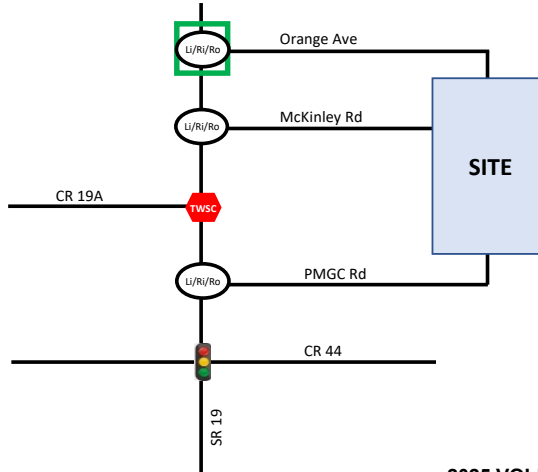 Li/Ri/Ro
Orange Ave
Li/Ri/Ro
McKinley Rd
SITE
CR 19A
TWSC
Li/Ri/Ro
PMGC Rd
CR 44
SR 19